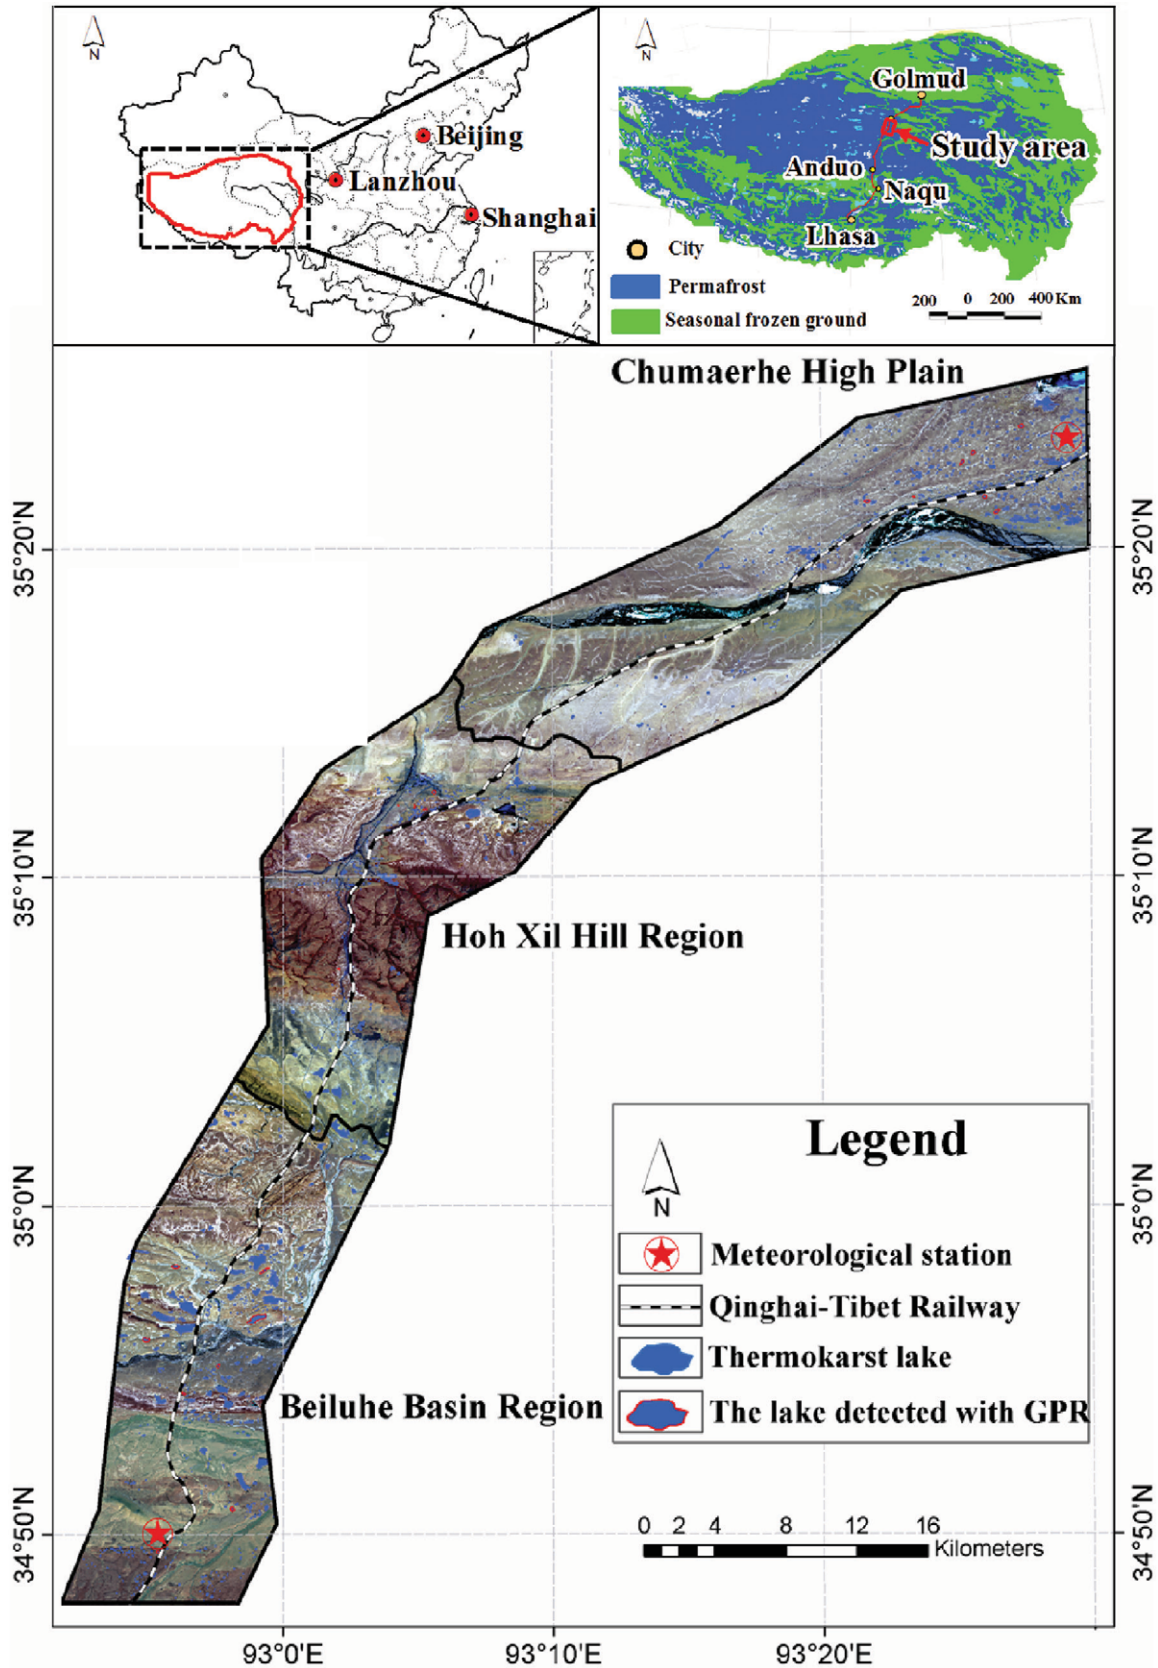 N
Beijing
Lanzhou
Shanghai
N
Golmud
Study area
Anduo
Naqu
Lhasa
City
Permafrost
Seasonal frozen ground
200 0 200 400 Km
Chumaerhe High Plain
35°20'N
35°20'N
35°10'N
35°10'N
Hoh Xil Hill Region
Legend
N
35°0'N
35°0'N
Meteorological station
Qinghai-Tibet Railway
Thermokarst lake
The lake detected with GPR
Beiluhe Basin Region
34°50'N
34°50'N
0 2 4 8 12 16
Kilometers
93°0'E
93°10'E
93°20'E